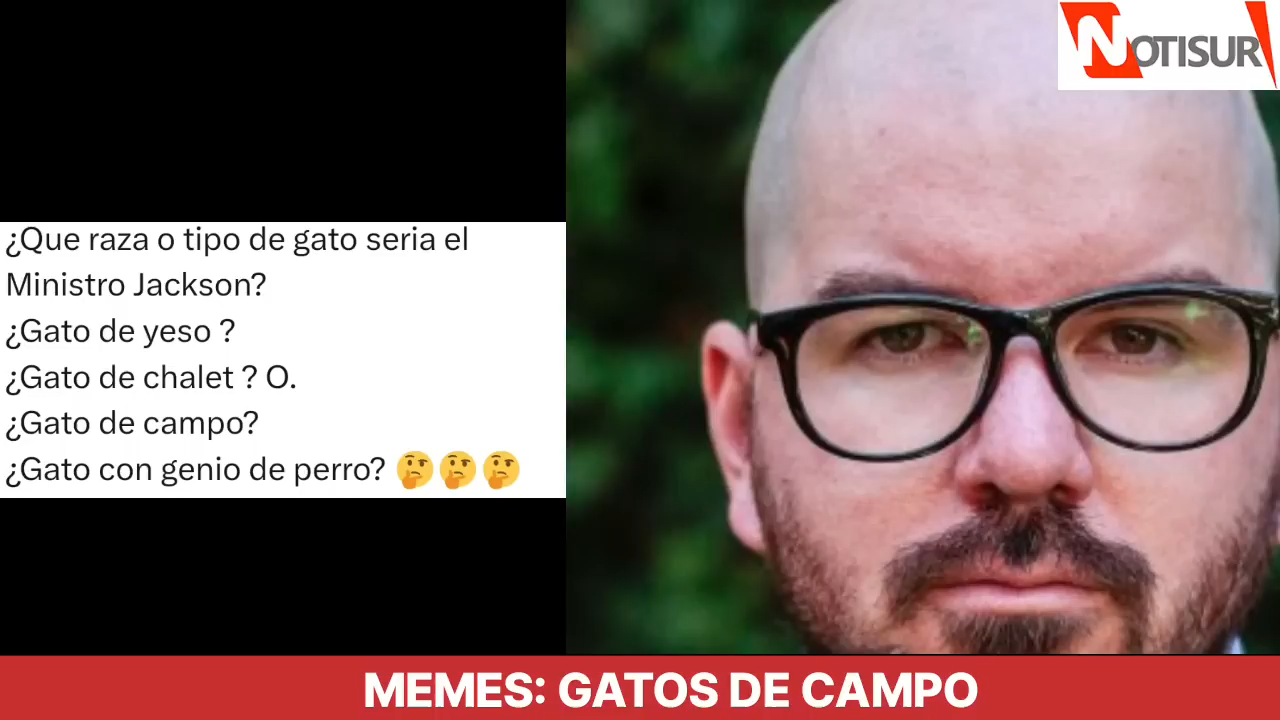 NOTISUR
¿Que raza o tipo de gato seria el
Ministro Jackson?
¿Gato de yeso ?
¿Gato de chalet ? O.
¿Gato de campo?
¿Gato con genio de perro? 🤔🤔🤔
MEMES: GATOS DE CAMPO